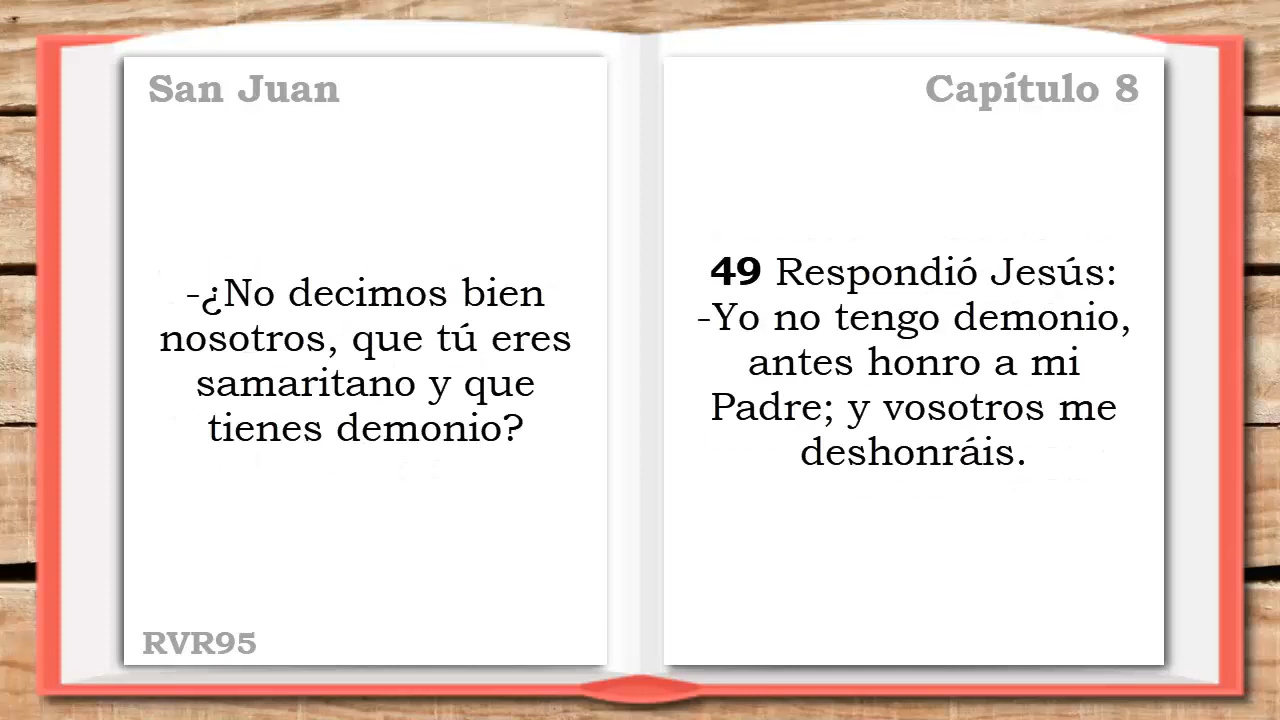 San Juan
-¿No decimos bien
nosotros, que tú eres
samaritano y que
tienes demonio?
RVR95
Capítulo 8
49 Respondió Jesús:
-Yo no tengo demonio,
antes honro a mi
Padre; y vosotros me
deshonráis.